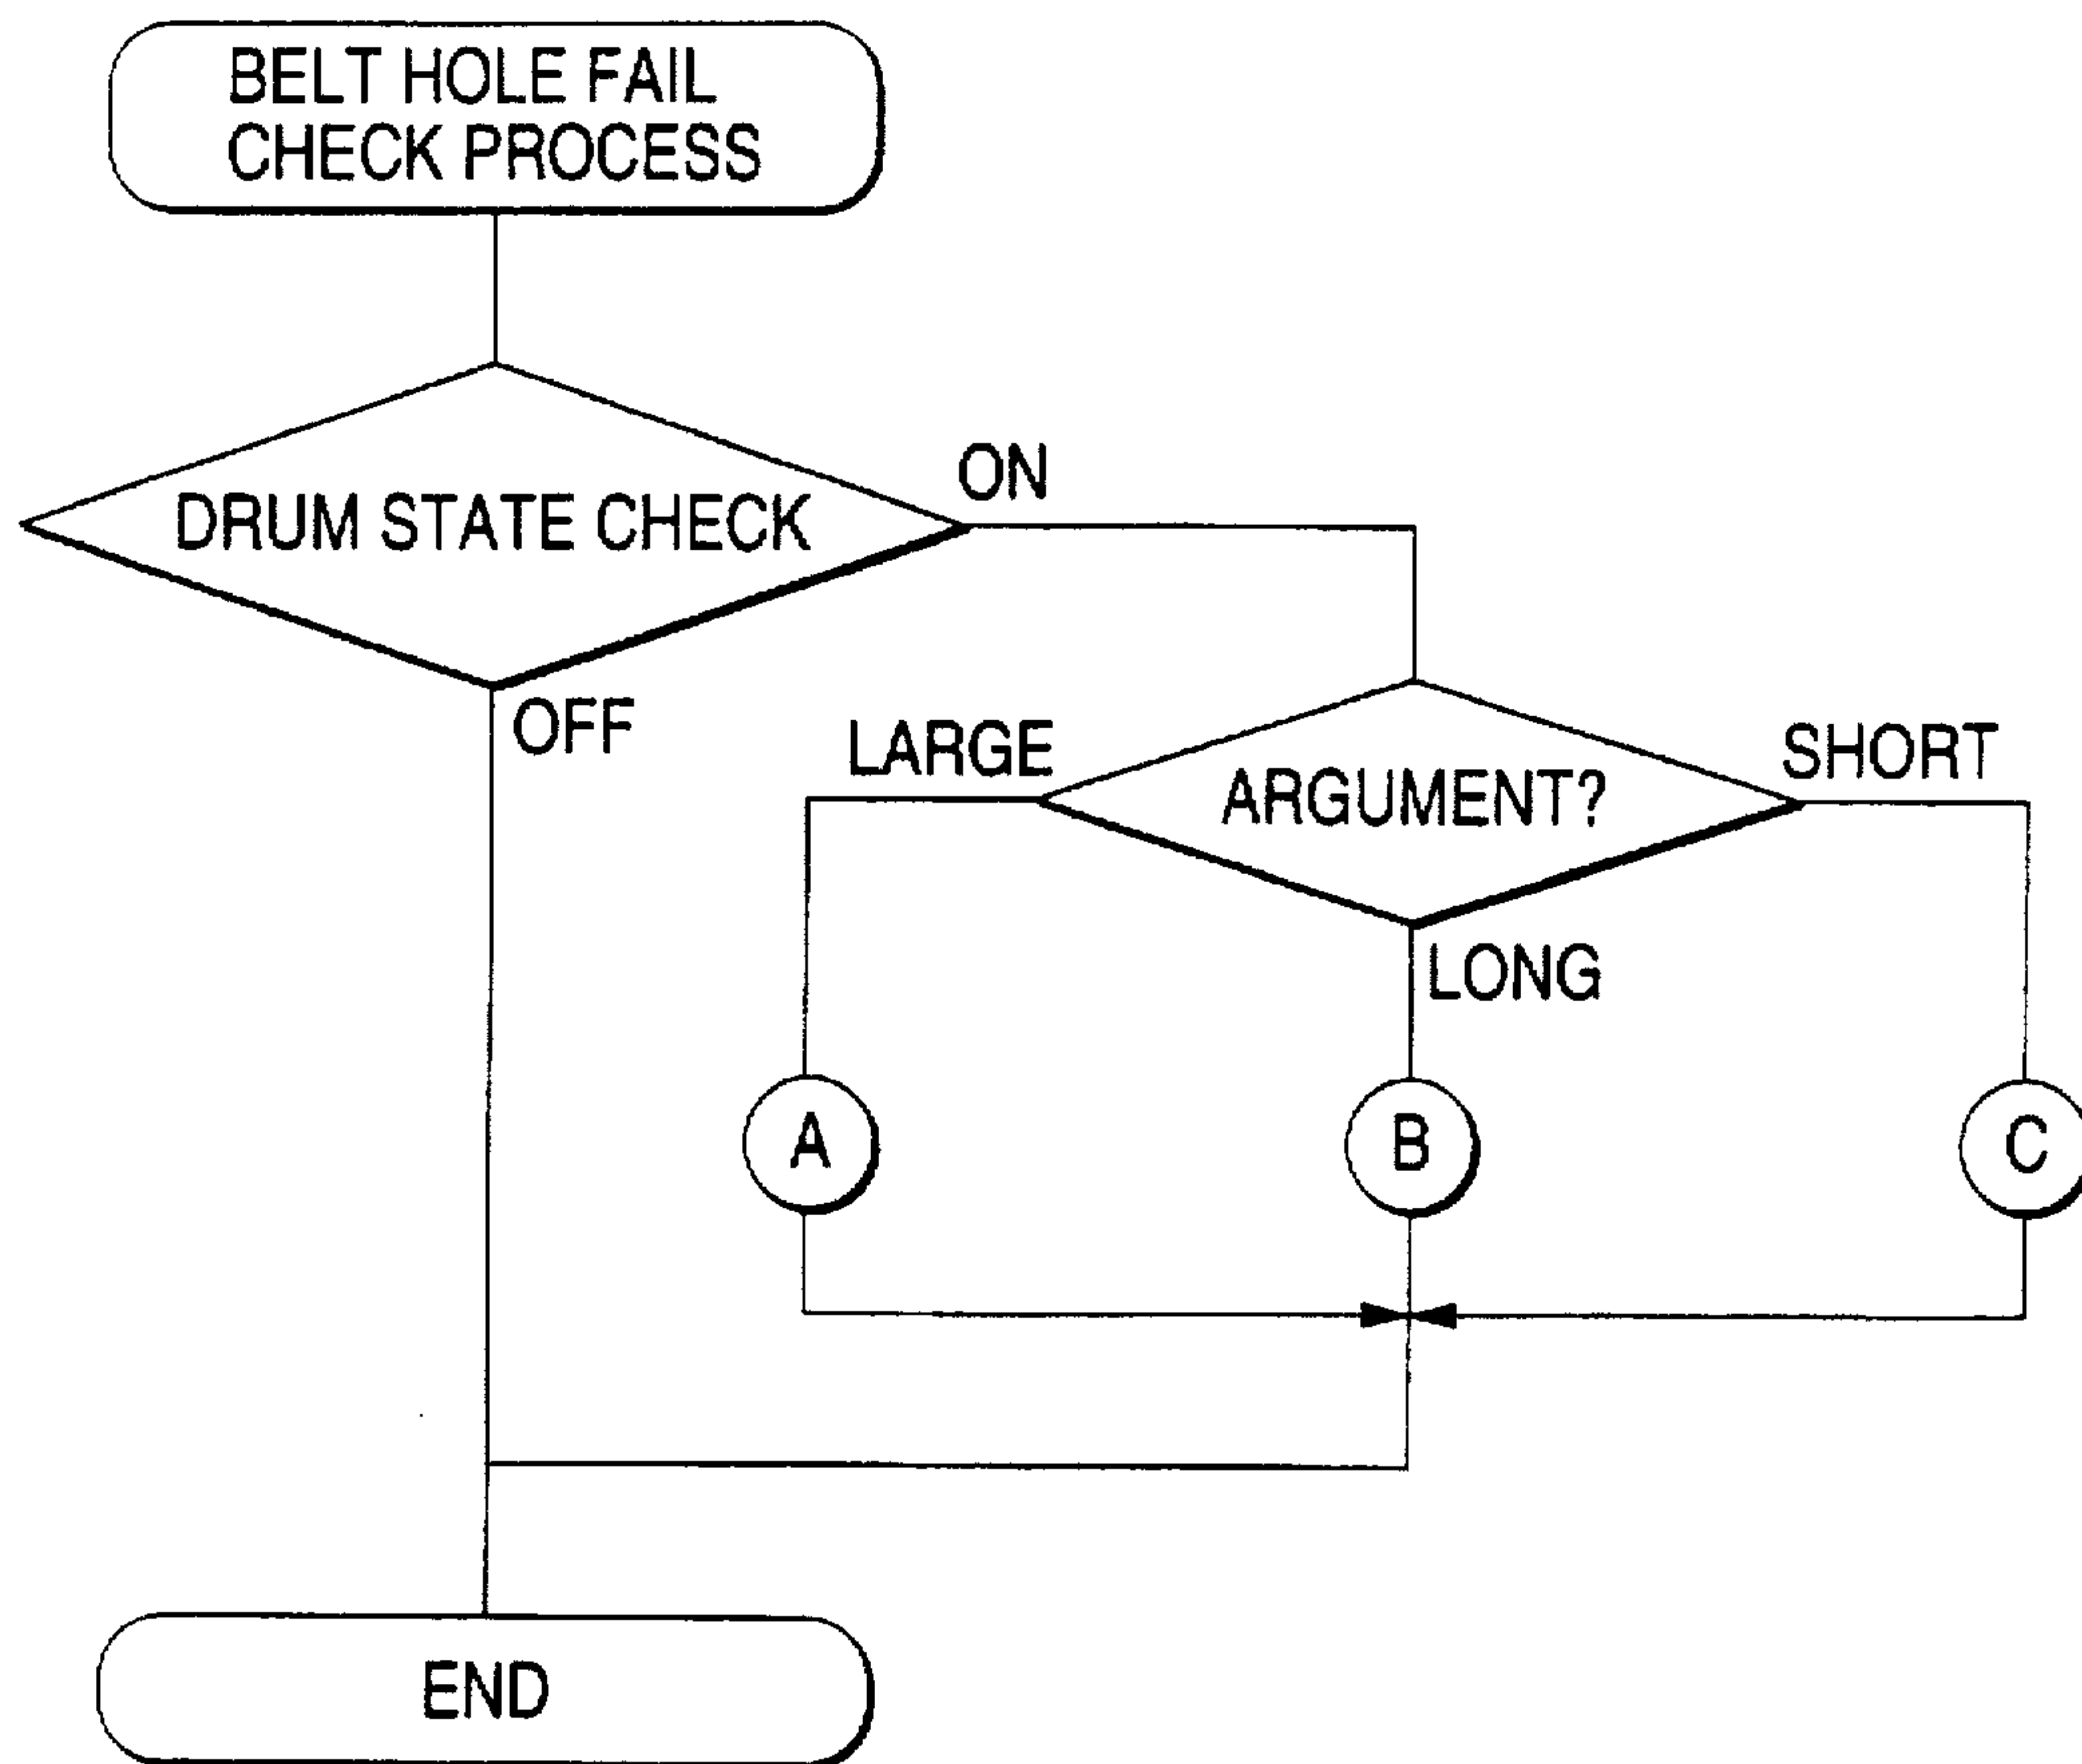 BELT HOLE FAIL
CHECK PROCESS
DRUM STATE CHECK
ON
OFF
LARGE
ARGUMENT?
SHORT
LONG
A
B
C
END